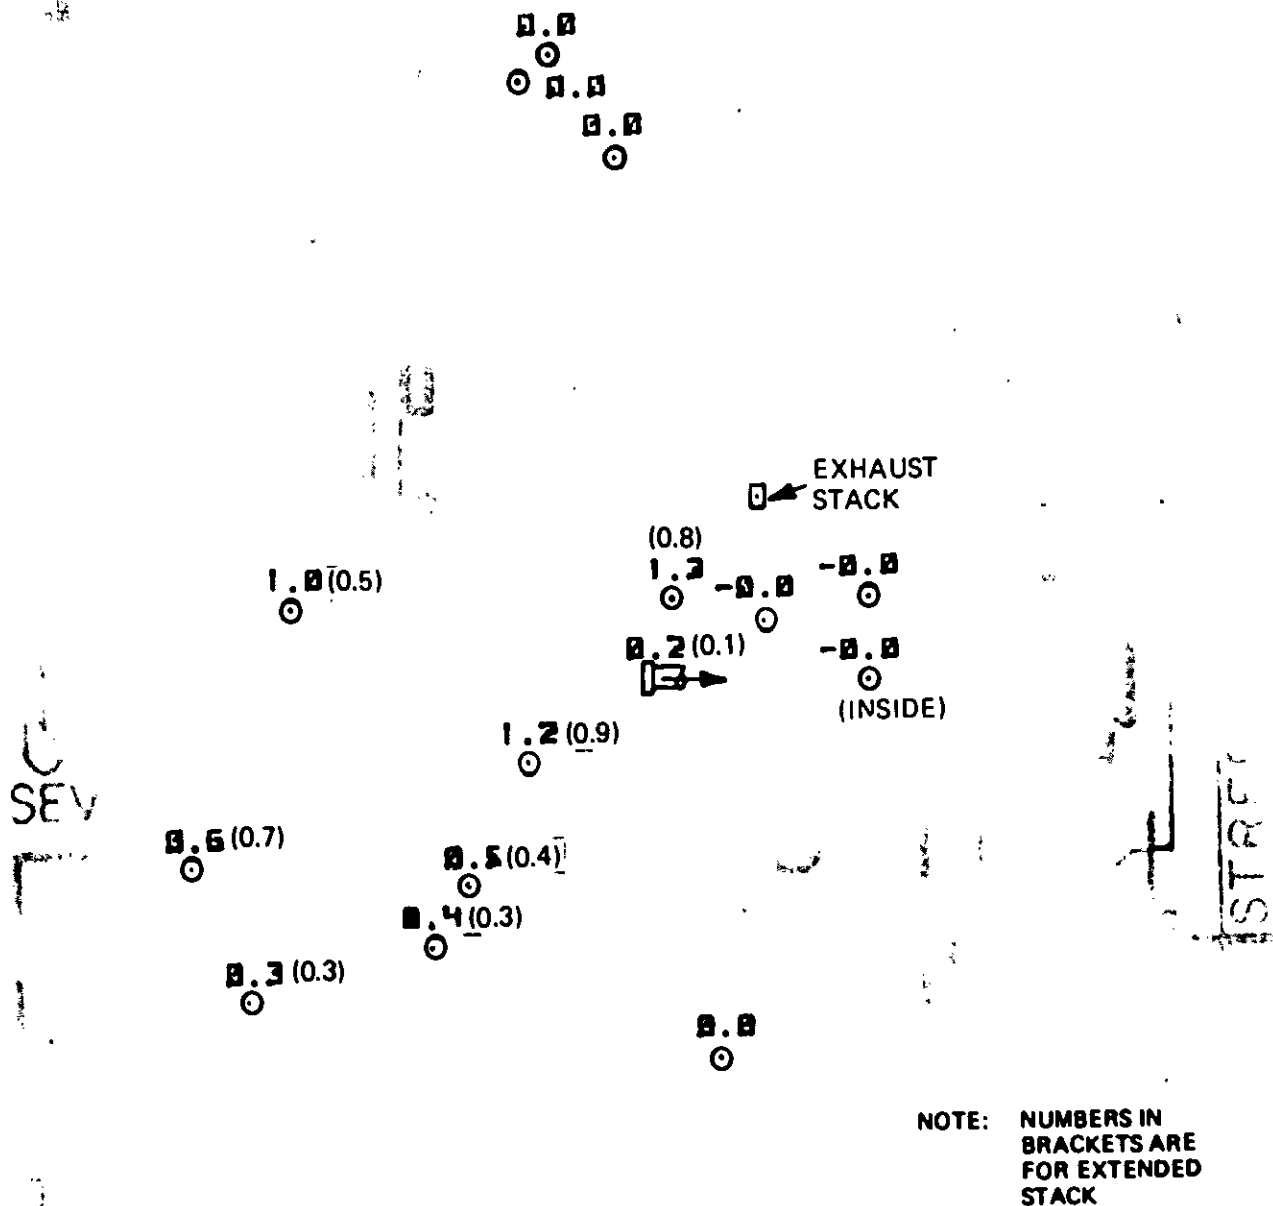 0.0
0.0
0.0
EXHAUST
STACK
(0.8)
1.3
-0.0
-0.0
1.0 (0.5)
0.2 (0.1)
-0.0
(INSIDE)
1.2 (0.9)
0.6 (0.7)
0.5 (0.4)
0.4 (0.3)
0.3 (0.3)
0.0
NOTE: NUMBERS IN
BRACKETS ARE
FOR EXTENDED
STACK